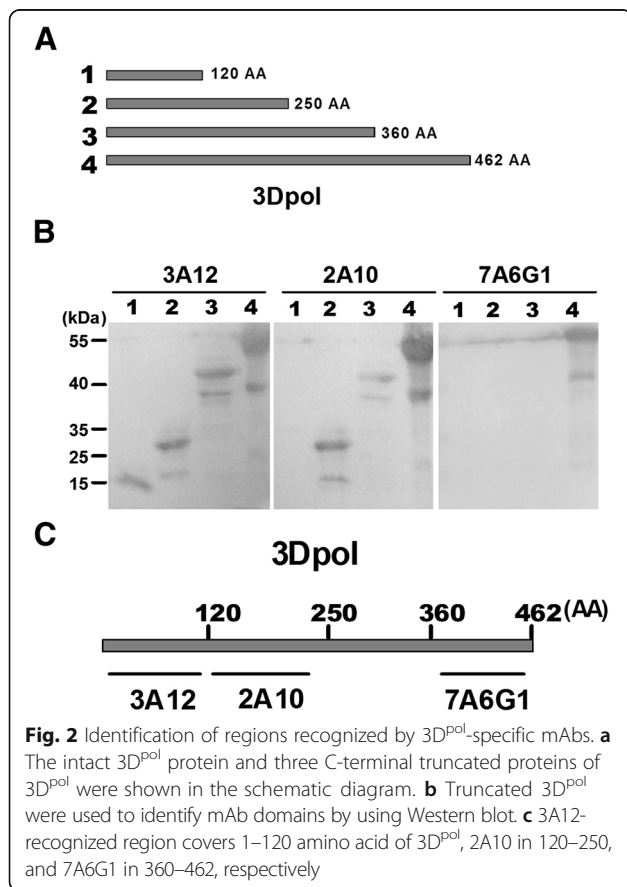 A
1 120 AA
2 250 AA
3 360 AA
4 462 AA
3Dpol
B
3A12 2A10 7A6G1
1 2 3 4 1 2 3 4 1 2 3 4
(kDa)
55
40
35
25
15
C
3Dpol
120 250 360 462 (AA)
3A12 2A10 7A6G1
Fig. 2 Identification of regions recognized by 3Dpol-specific mAbs. a
The intact 3Dpol protein and three C-terminal truncated proteins of
3Dpol were shown in the schematic diagram. b Truncated 3Dpol
were used to identify mAb domains by using Western blot. c 3A12-
recognized region covers 1–120 amino acid of 3Dpol, 2A10 in 120–250,
and 7A6G1 in 360–462, respectively